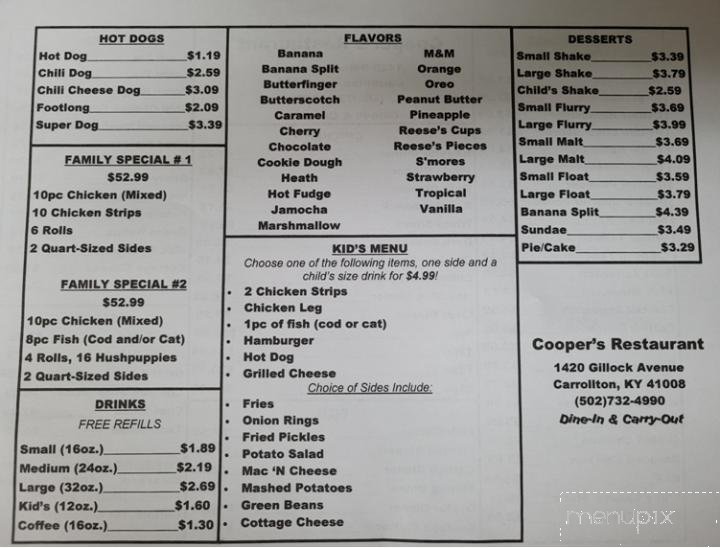 HOT DOGS
Hot Dog $1.19
Chili Dog $2.59
Chili Cheese Dog $3.09
Footlong $2.09
Super Dog $3.39
FAMILY SPECIAL # 1
$52.99
10pc Chicken (Mixed)
10 Chicken Strips
6 Rolls
2 Quart-Sized Sides
FAMILY SPECIAL #2
$52.99
10pc Chicken (Mixed)
8pc Fish (Cod and/or Cat)
4 Rolls, 16 Hushpuppies
2 Quart-Sized Sides
DRINKS
FREE REFILLS
Small (16oz.) $1.89
Medium (24oz.) $2.19
Large (32oz.) $2.69
Kid's (12oz.) $1.60
Coffee (16oz.) $1.30
FLAVORS
Banana
Banana Split
Butterfinger
Butterscotch
Caramel
Cherry
Chocolate
Cookie Dough
Heath
Hot Fudge
Jamocha
Marshmallow
M&M
Orange
Oreo
Peanut Butter
Pineapple
Reese's Cups
Reese's Pieces
S'mores
Strawberry
Tropical
Vanilla
KID'S MENU
Choose one of the following items, one side and a
child's size drink for $4.99!
• 2 Chicken Strips
• Chicken Leg
• 1pc of fish (cod or cat)
• Hamburger
• Hot Dog
• Grilled Cheese
Choice of Sides Include:
• Fries
• Onion Rings
• Fried Pickles
• Potato Salad
• Mac 'N Cheese
• Mashed Potatoes
• Green Beans
• Cottage Cheese
DESSERTS
Small Shake $3.39
Large Shake $3.79
Child's Shake $2.59
Small Flurry $3.69
Large Flurry $3.99
Small Malt $3.69
Large Malt $4.09
Small Float $3.59
Large Float $3.79
Banana Split $4.39
Sundae $3.49
Pie/Cake $3.29
Cooper's Restaurant
1420 Gillock Avenue
Carrollton, KY 41008
(502)732-4990
Dine-In & Carry-Out
menupix